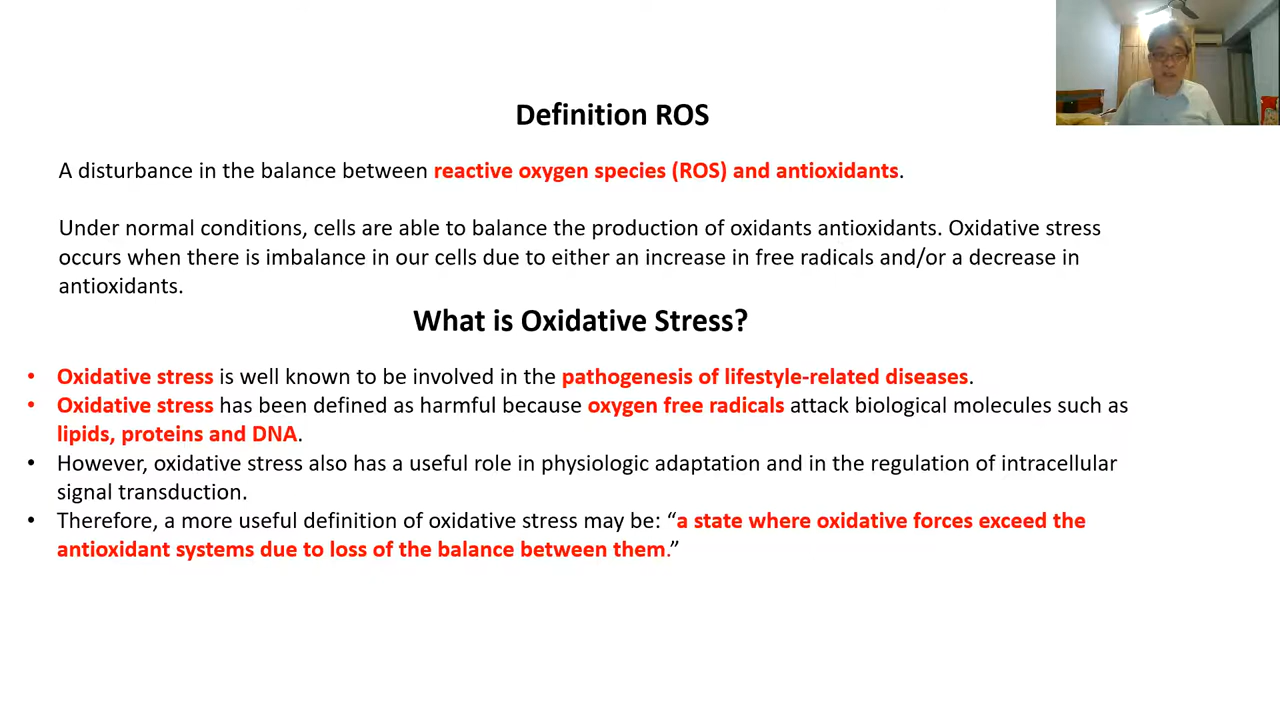 Definition ROS
A disturbance in the balance between reactive oxygen species (ROS) and antioxidants.
Under normal conditions, cells are able to balance the production of oxidants antioxidants. Oxidative stress
occurs when there is imbalance in our cells due to either an increase in free radicals and/or a decrease in
antioxidants.
What is Oxidative Stress?
• Oxidative stress is well known to be involved in the pathogenesis of lifestyle-related diseases.
• Oxidative stress has been defined as harmful because oxygen free radicals attack biological molecules such as
lipids, proteins and DNA.
• However, oxidative stress also has a useful role in physiologic adaptation and in the regulation of intracellular
signal transduction.
• Therefore, a more useful definition of oxidative stress may be: “a state where oxidative forces exceed the
antioxidant systems due to loss of the balance between them.”